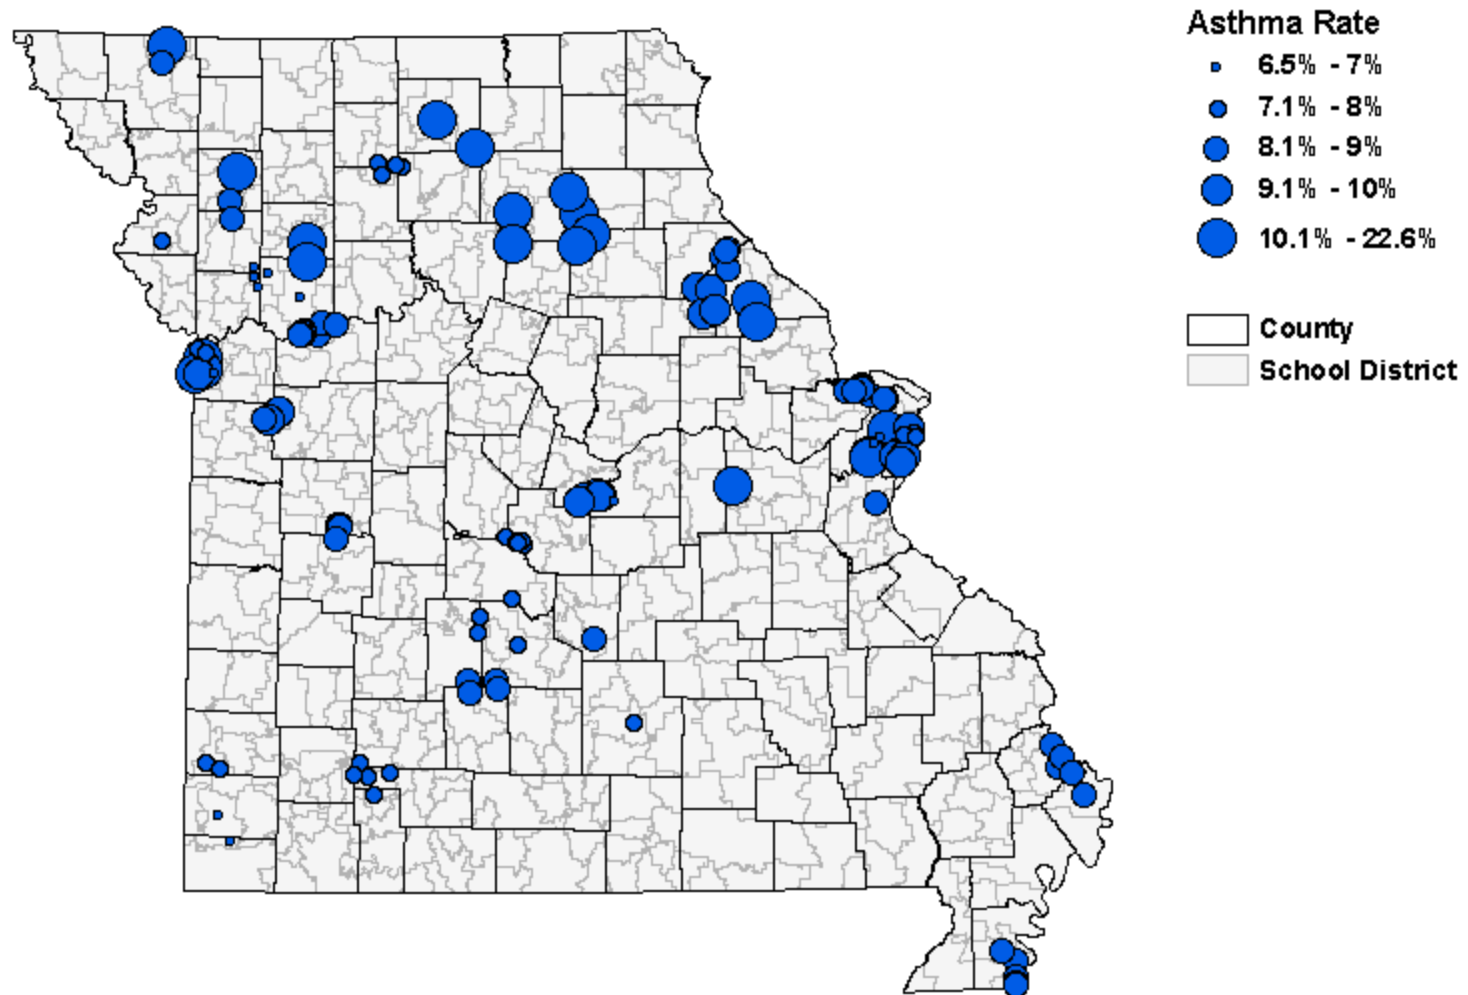 Asthma Rate
6.5% - 7%
7.1% - 8%
8.1% - 9%
9.1% - 10%
10.1% - 22.6%
County
School District